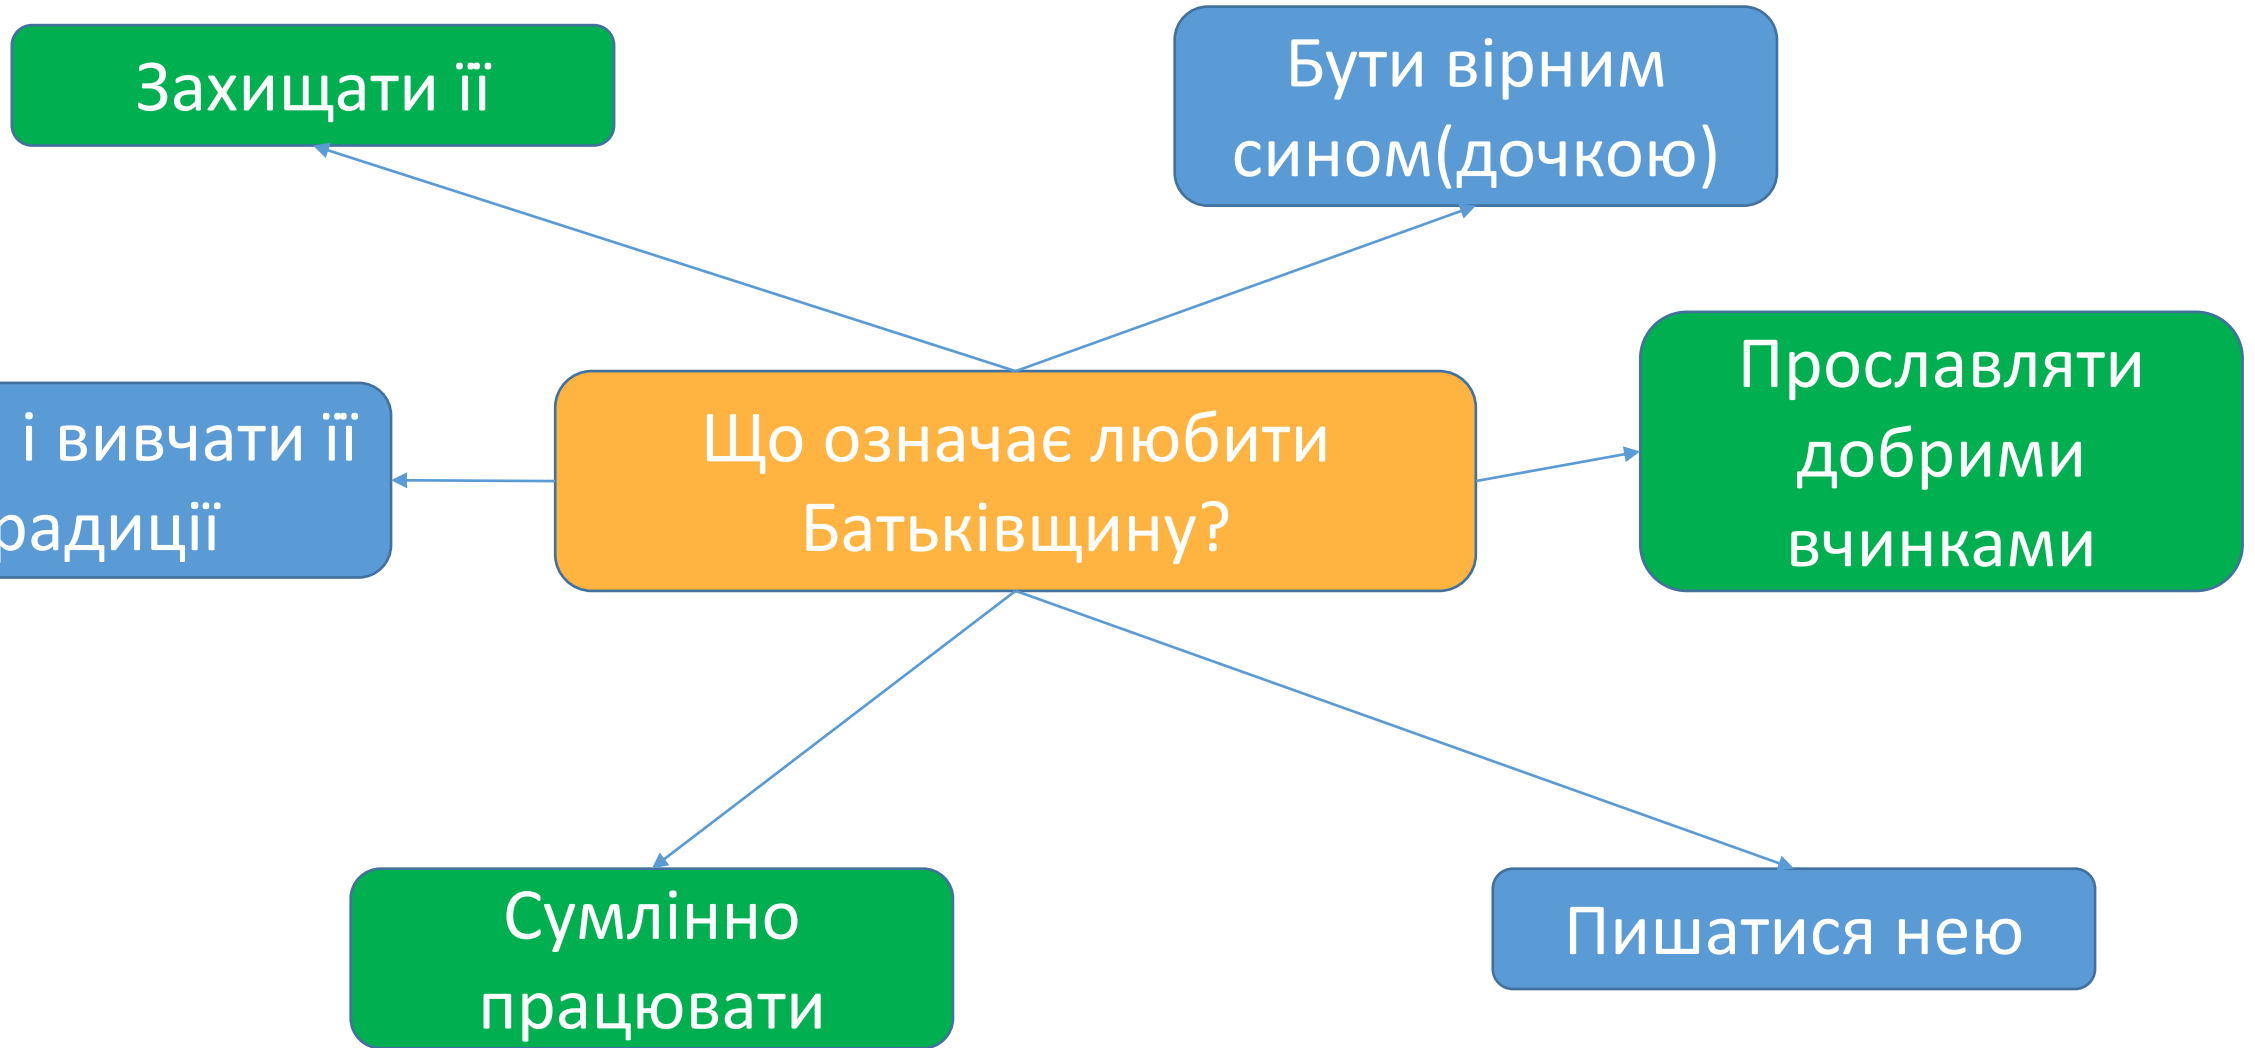 Захищати її
Бути вірним
сином(дочкою)
і вивчати її
Що означає любити
Батьківщину?
Прославляти
добрими
вчинками
Сумлінно
працювати
Пишатися нею